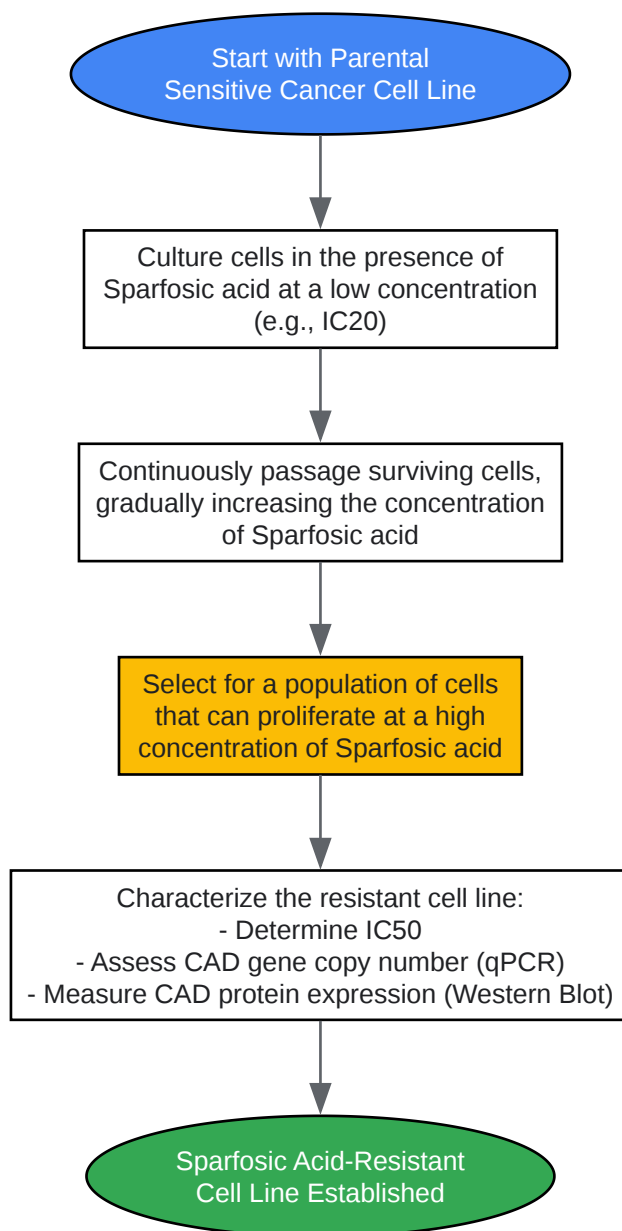 Start with Parental
Sensitive Cancer Cell Line
Culture cells in the presence of
Sparfosic acid at a low concentration
(e.g., IC20)
Continuously passage surviving cells,
gradually increasing the concentration
of Sparfosic acid
Select for a population of cells
that can proliferate at a high
concentration of Sparfosic acid
Characterize the resistant cell line:
- Determine IC50
- Assess CAD gene copy number (qPCR)
- Measure CAD protein expression (Western Blot)
Sparfosic Acid-Resistant
Cell Line Established